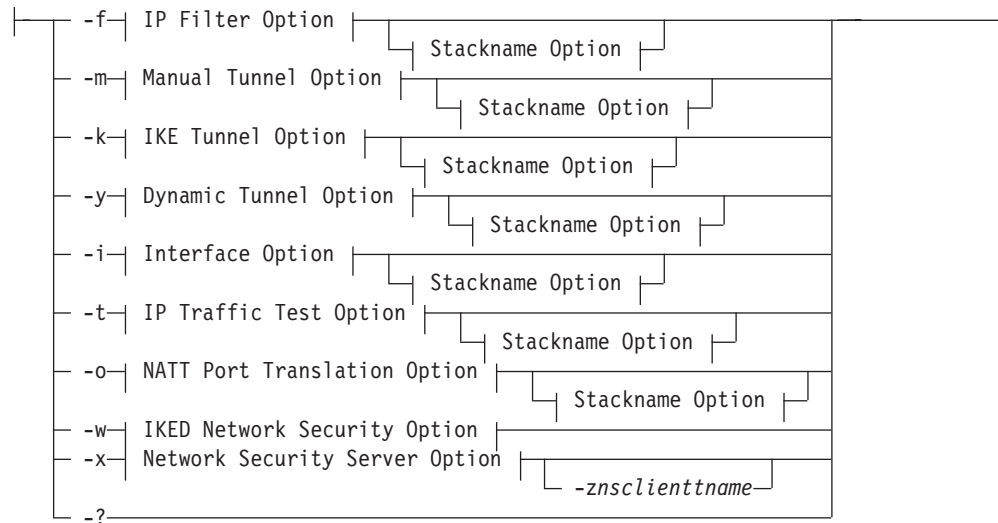 -f IP Filter Option
Stackname Option
-m Manual Tunnel Option
Stackname Option
-k IKE Tunnel Option
Stackname Option
-y Dynamic Tunnel Option
Stackname Option
-i Interface Option
Stackname Option
-t IP Traffic Test Option
Stackname Option
-o NATT Port Translation Option
Stackname Option
-w IKED Network Security Option
-x Network Security Server Option
-znsclienttname
-?